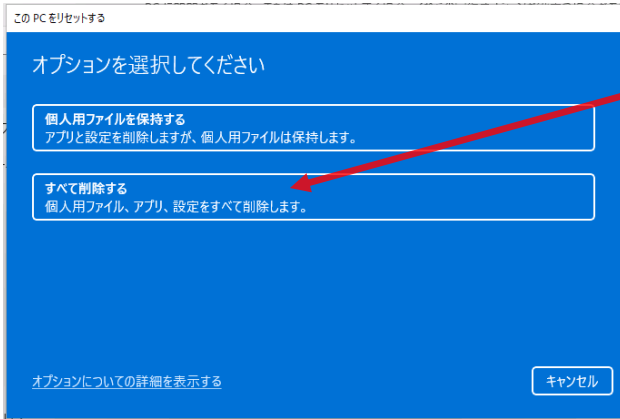 この PC をリセットする
オプションを選択してください
個人用ファイルを保持する
アプリと設定を削除しますが、個人用ファイルは保持します。
すべて削除する
個人用ファイル、アプリ、設定をすべて削除します。
オプションについての詳細を表示する
キャンセル